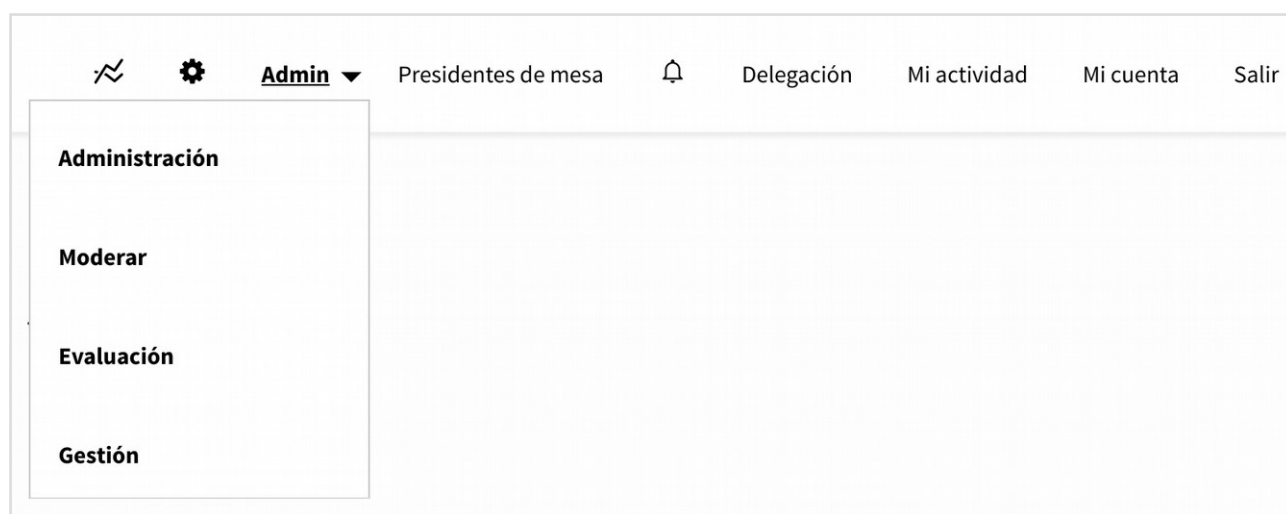 Admin Presidentes de mesa Delegación Mi actividad Mi cuenta Salir
Administración
Moderar
Evaluación
Gestión